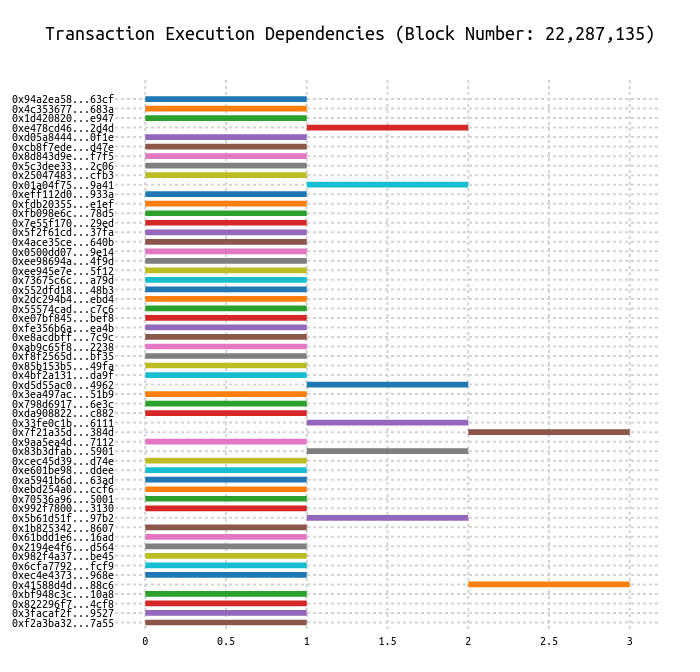 Transaction Execution Dependencies (Block Number: 22,287,135)
0x94a2ea58...63cf
0x4c353677...683a
0x1d420820...e947
0xe478cd46...2d4d
0xd05a8444...0f1e
0xcb8f7ede...d47e
0x8d843d9e...f7f5
0x5c3dee33...2c06
0x25047483...cfb3
0x01a04f75...9a41
0xeff112d0...933a
0xfdb20355...e1ef
0xfb098e6c...78d5
0x7e55f170...29ed
0x5f2f61cd...37fa
0x4ace35ce...640b
0x0500dd07...9e14
0xee98694a...4f9d
0xee945e7e...5f12
0x73675c6c...a79d
0x552dfd18...48b3
0x2dc294b4...ebd4
0x55574cad...c7c6
0xe07bf845...bef8
0xfe356b6a...ea4b
0xe8acdbff...7c9c
0xab9c65f8...2238
0xf8f2565d...bf35
0x85b153b5...49fa
0x4bf2a131...da9f
0xd5d55ac0...4962
0x3ea497ac...51b9
0x798d6917...6e3c
0xda908822...c882
0x33fe0c1b...6111
0x7f21a35d...384d
0x9aa5ea4d...7112
0x83b3dfab...5901
0xcec45d39...d74e
0xe601be98...ddee
0xa5941b6d...63ad
0xebd254a0...ccf6
0x70536a96...5001
0x992f7800...3130
0x5b61d51f...97b2
0x1b825342...8607
0x61bdd1e6...16ad
0x2194e4f6...d564
0x982f4a37...be45
0x6cfa7792...fcf9
0xec4e4373...968e
0x41588d4d...88c6
0xbf948c3c...10a8
0x822296f7...4cf8
0x3facaf2f...9527
0xf2a3ba32...7a55
0 0.5 1 1.5 2 2.5 3